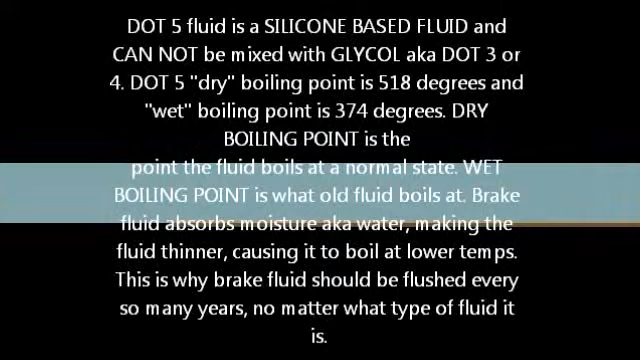 DOT 5 fluid is a SILICONE BASED FLUID and
CAN NOT be mixed with GLYCOL aka DOT 3 or
4. DOT 5 "dry" boiling point is 518 degrees and
"wet" boiling point is 374 degrees. DRY
BOILING POINT is the
point the fluid boils at a normal state. WET
BOILING POINT is what old fluid boils at. Brake
fluid absorbs moisture aka water, making the
fluid thinner, causing it to boil at lower temps.
This is why brake fluid should be flushed every
so many years, no matter what type of fluid it
is.